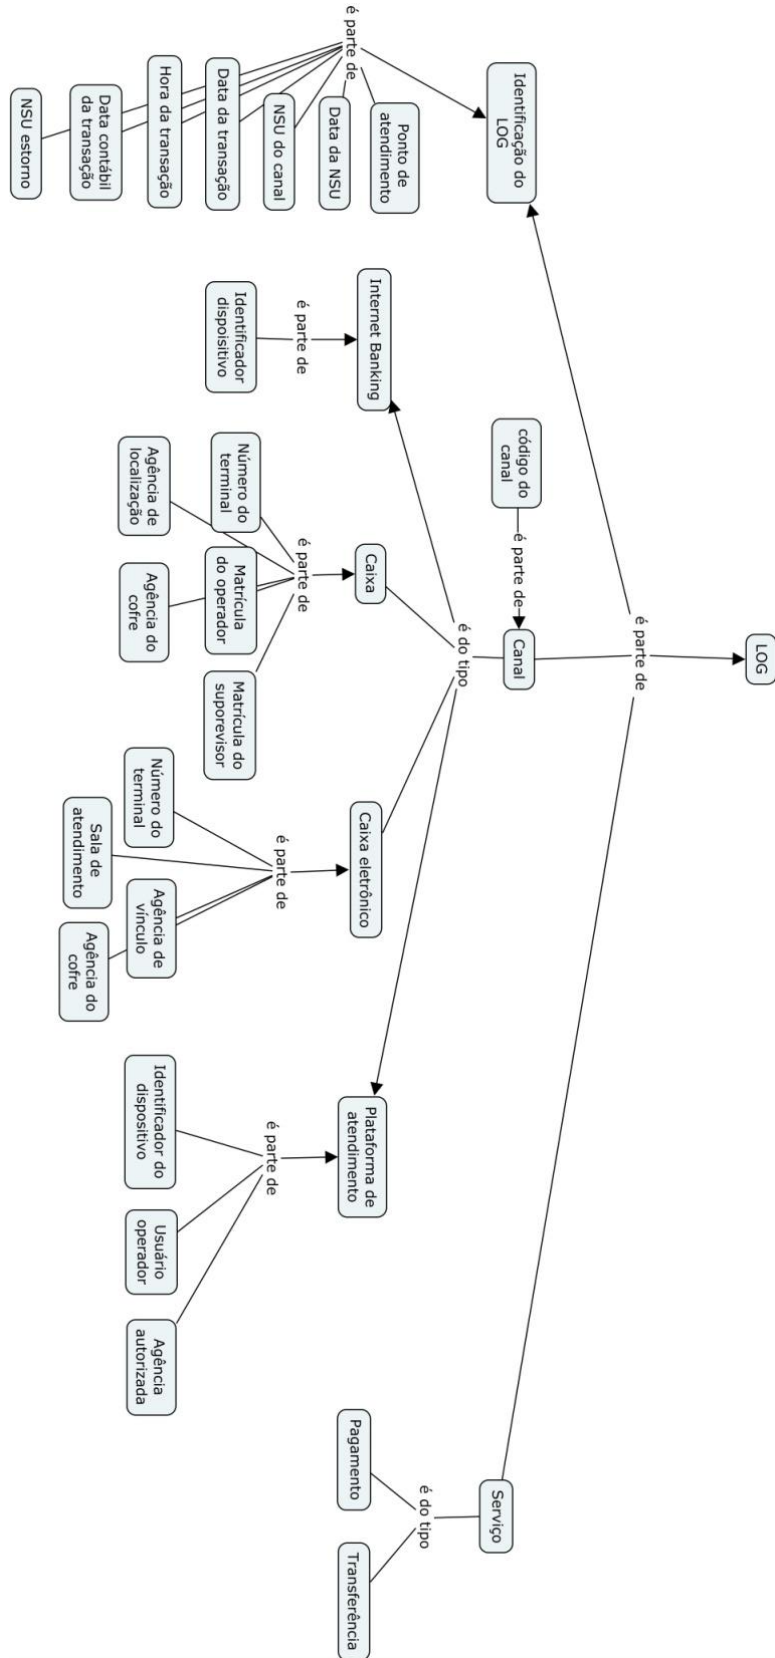 LOG
é parte de
Identificação do
LOG
é parte de
Ponto de
atendimento
Data da NSU
NSU do canal
Data da transação
Hora da transação
Data contábil
da transação
NSU estorno
código do
canal
é parte de
Canal
é do tipo
Internet Banking
é parte de
Identificador
dispoisitivo
Caixa
é parte de
Número do
terminal
Agência de
localização
Matrícula
do operador
Agência do
cofre
Matrícula do
suporevisor
Caixa eletrônico
é parte de
Número do
terminal
Sala de
atendimento
Agência de
vínculo
Agência do
cofre
Plataforma de
atendimento
é parte de
Identificador do
dispositivo
Usuário
operador
Agência
autorizada
Serviço
é do tipo
Pagamento
Transferência